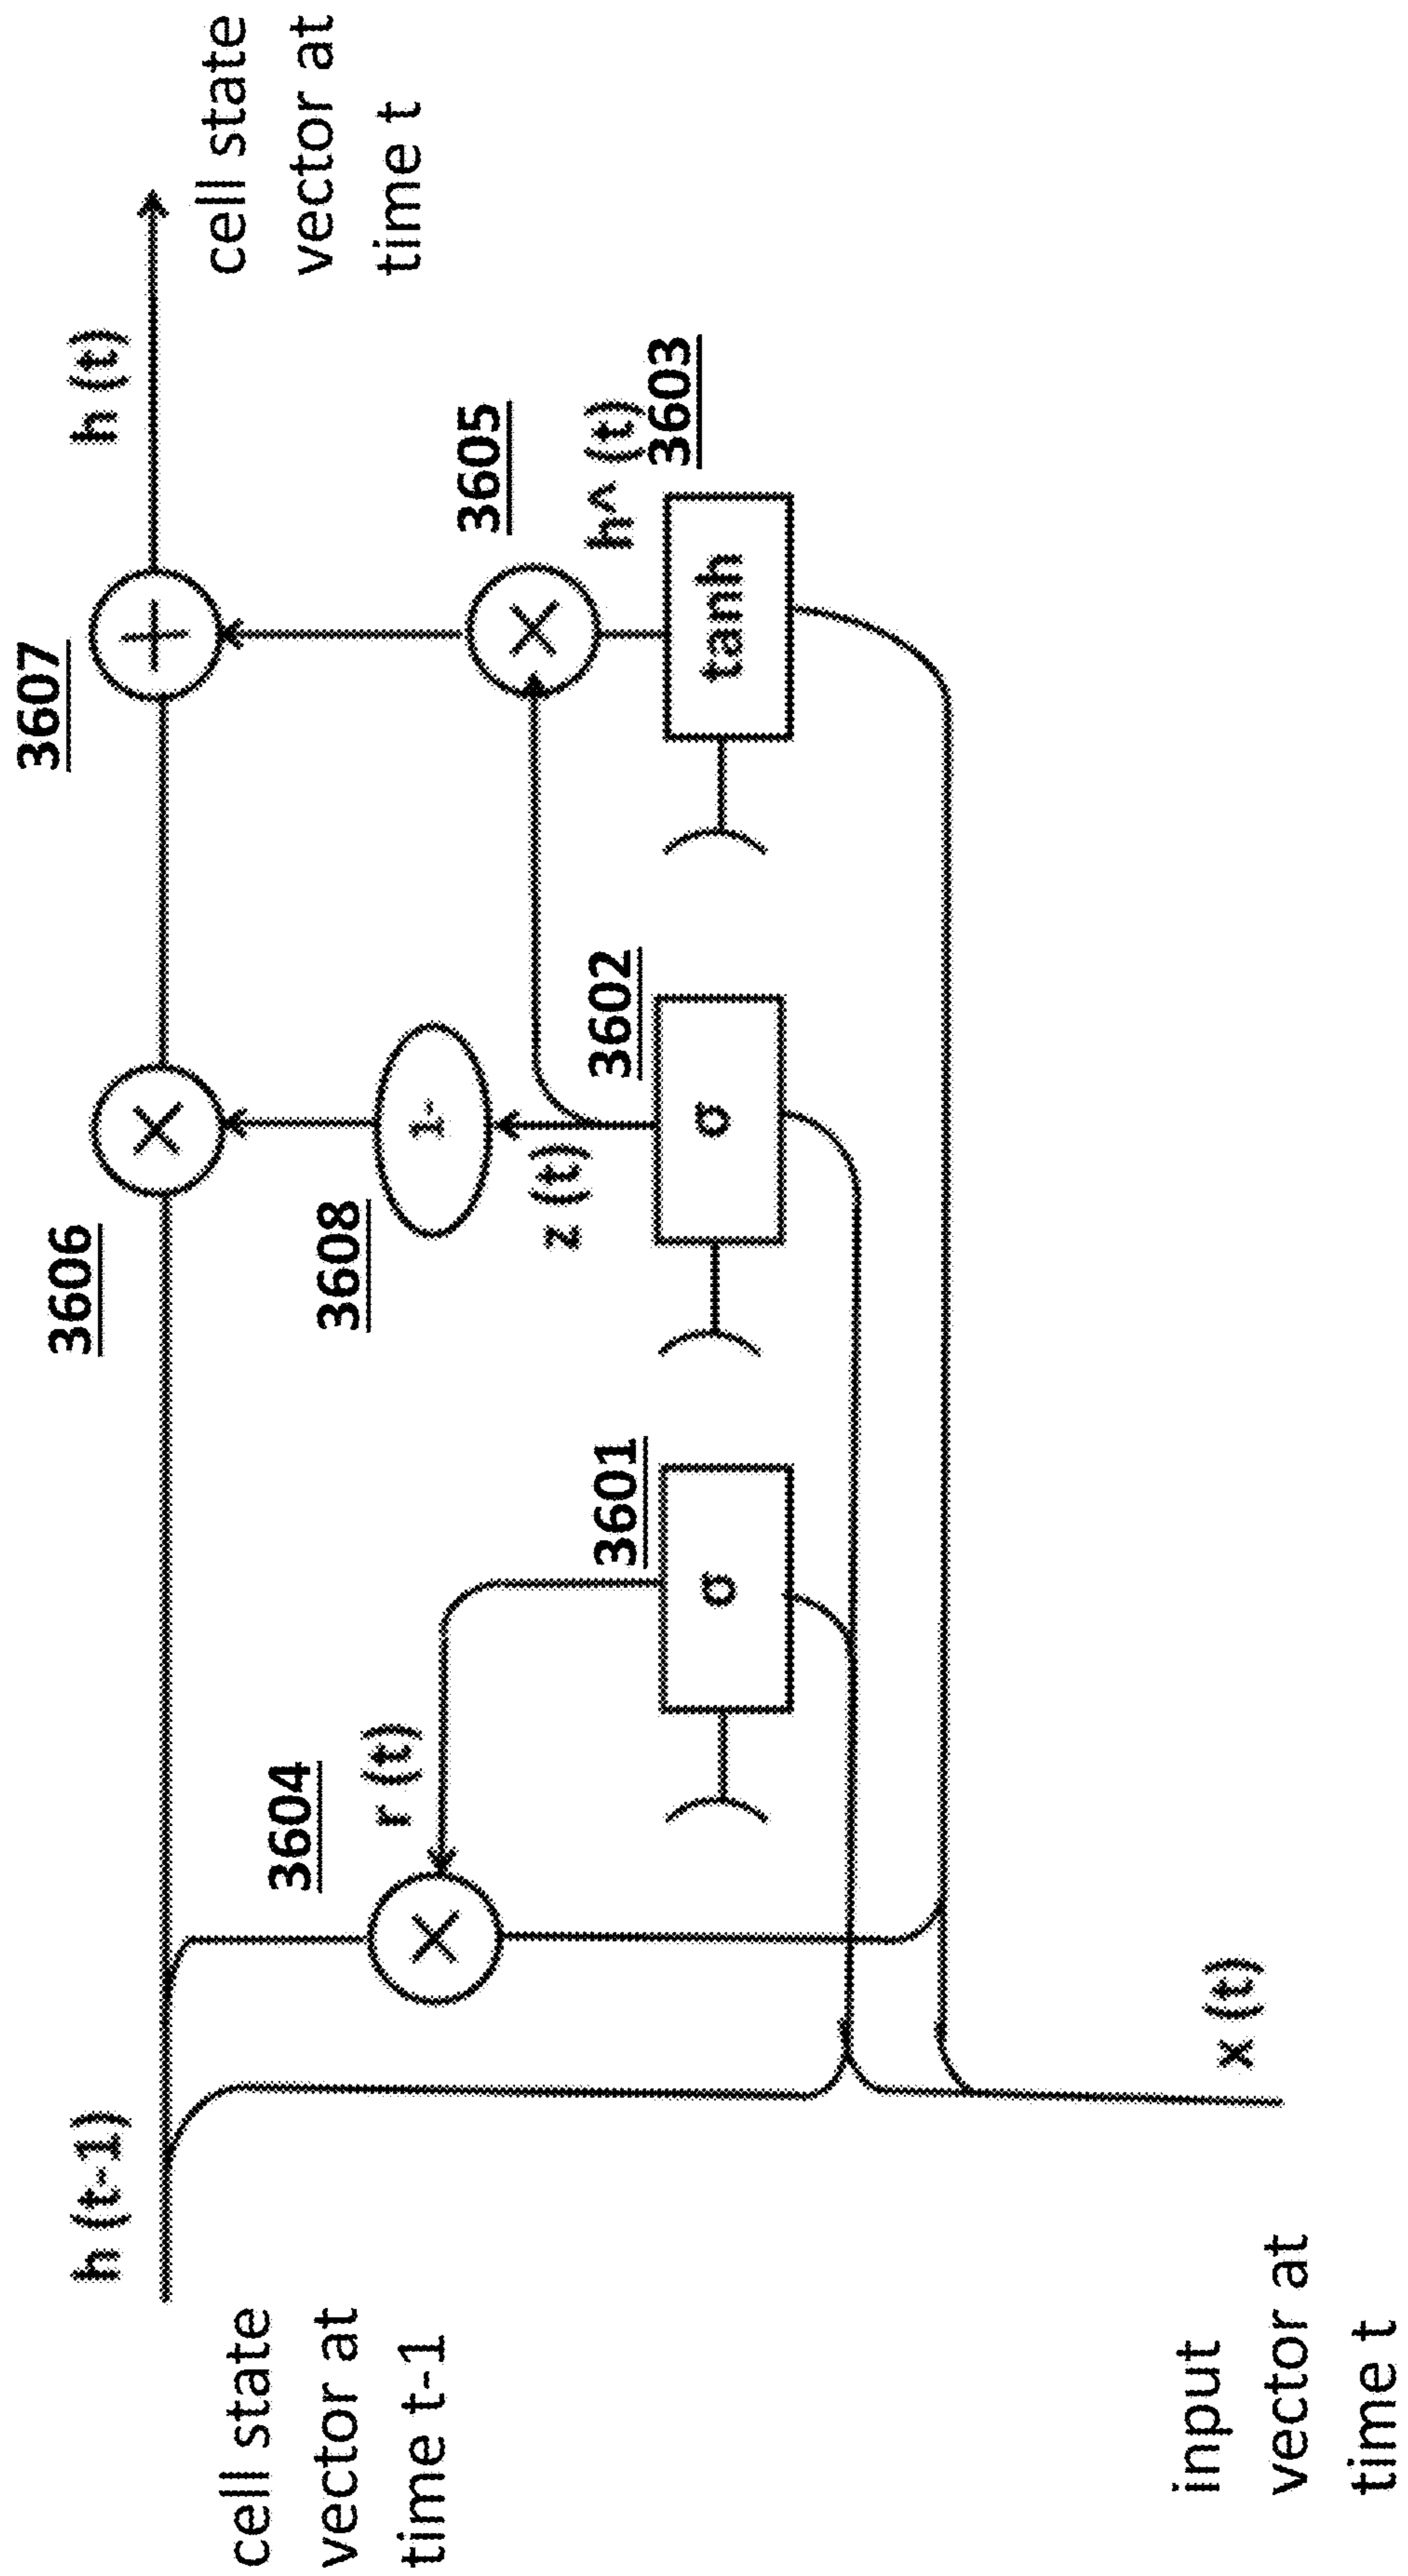 h (t-1)
cell state
vector at
time t-1
3606
3607
h (t)
cell state
vector at
time t
3604
r (t)
3608
1-
z (t)
3605
h^ (t)
3601
σ
3602
σ
3603
tanh
x (t)
input
vector at
time t